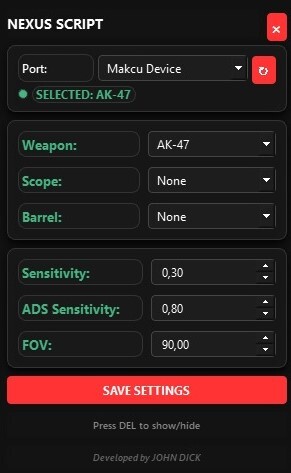 NEXUS SCRIPT
×
Port: Makcu Device ↻
SELECTED: AK-47
Weapon: AK-47
Scope: None
Barrel: None
Sensitivity: 0,30
ADS Sensitivity: 0,80
FOV: 90,00
SAVE SETTINGS
Press DEL to show/hide
Developed by JOHN DICK